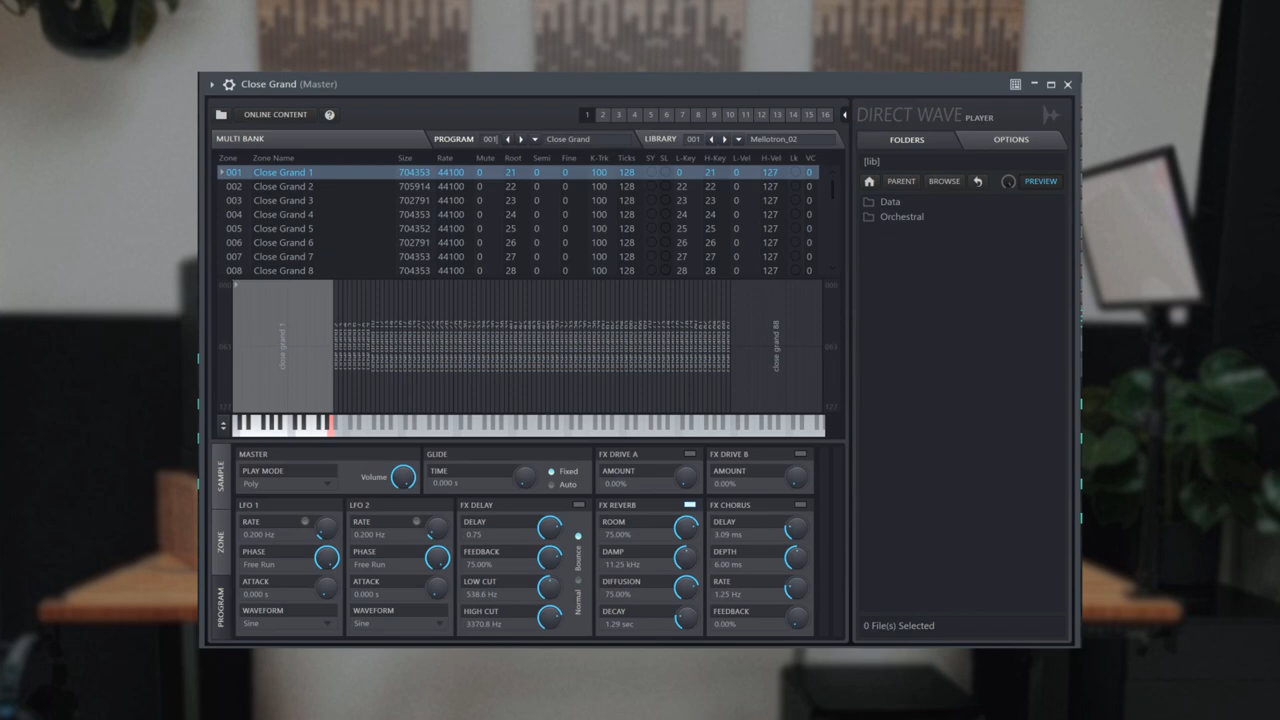 Close Grand (Master)
ONLINE CONTENT ?
1 2 3 4 5 6 7 8 9 10 11 12 13 14 15 16
DIRECT WAVE PLAYER
MULTI BANK PROGRAM 001 Close Grand LIBRARY 001 Mellotron_02
FOLDERS OPTIONS
[lib]
PARENT BROWSE PREVIEW
Data
Orchestral
0 File(s) Selected
Zone Zone Name Size Rate Mute Root Semi Fine K-Trk Ticks SY SL L-Key H-Key L-Vel H-Vel Lk VC
001 Close Grand 1 704353 44100 0 21 0 0 100 128 0 21 0 127 0
002 Close Grand 2 705914 44100 0 22 0 0 100 128 22 22 0 127 0
003 Close Grand 3 702791 44100 0 23 0 0 100 128 23 23 0 127 0
004 Close Grand 4 704353 44100 0 24 0 0 100 128 24 24 0 127 0
005 Close Grand 5 704352 44100 0 25 0 0 100 128 25 25 0 127 0
006 Close Grand 6 702791 44100 0 26 0 0 100 128 26 26 0 127 0
007 Close Grand 7 704353 44100 0 27 0 0 100 128 27 27 0 127 0
008 Close Grand 8 704353 44100 0 28 0 0 100 128 28 28 0 127 0
000 000
063 063
127 127
close grand 1
close grand 88
SAMPLE
ZONE
PROGRAM
MASTER
PLAY MODE
Poly
Volume
GLIDE
TIME
0.000 s
Fixed
Auto
FX DRIVE A
AMOUNT
0.00%
FX DRIVE B
AMOUNT
0.00%
LFO 1
RATE
0.200 Hz
PHASE
Free Run
ATTACK
0.000 s
WAVEFORM
Sine
LFO 2
RATE
0.200 Hz
PHASE
Free Run
ATTACK
0.000 s
WAVEFORM
Sine
FX DELAY
DELAY
0.75
FEEDBACK
75.00%
LOW CUT
538.6 Hz
HIGH CUT
3370.8 Hz
Bounce
Normal
FX REVERB
ROOM
75.00%
DAMP
11.25 kHz
DIFFUSION
75.00%
DECAY
1.29 sec
FX CHORUS
DELAY
3.09 ms
DEPTH
6.00 ms
RATE
1.25 Hz
FEEDBACK
0.00%